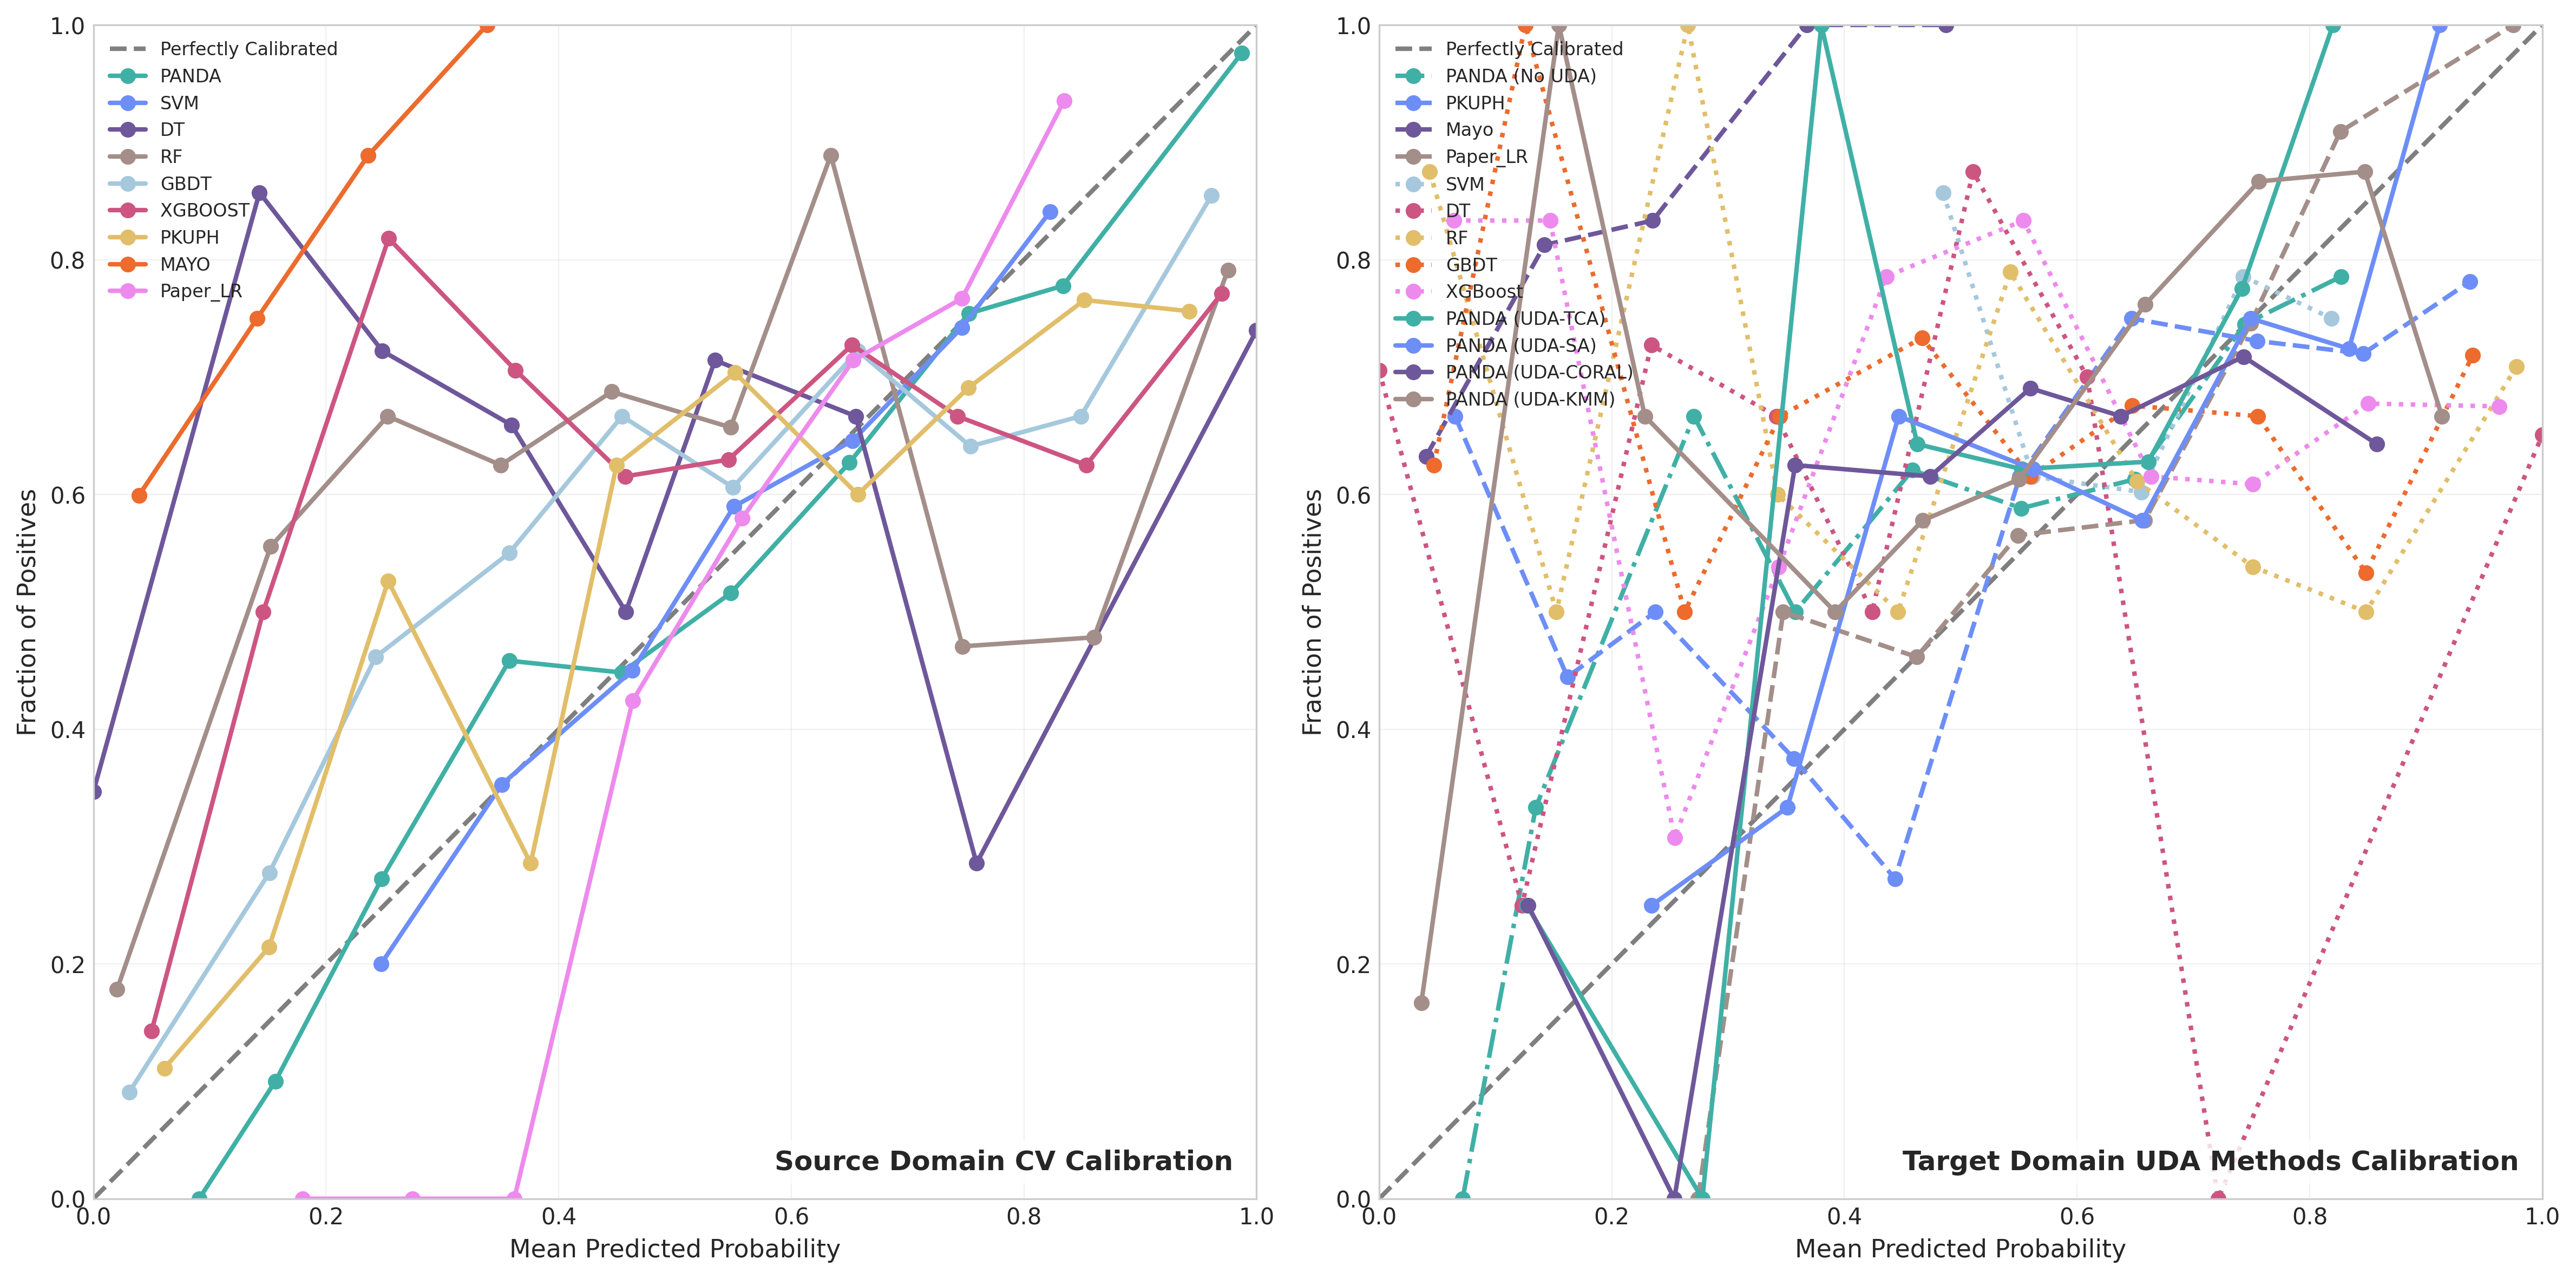 1.0
0.8
0.6
0.4
0.2
0.0
Fraction of Positives
Perfectly Calibrated
PANDA
SVM
DT
RF
GBDT
XGBOOST
PKUPH
MAYO
Paper_LR
Source Domain CV Calibration
0.0 0.2 0.4 0.6 0.8 1.0
Mean Predicted Probability
1.0
0.8
0.6
0.4
0.2
0.0
Fraction of Positives
Perfectly Calibrated
PANDA (No UDA)
PKUPH
Mayo
Paper_LR
SVM
DT
RF
GBDT
XGBoost
PANDA (UDA-TCA)
PANDA (UDA-SA)
PANDA (UDA-CORAL)
PANDA (UDA-KMM)
Target Domain UDA Methods Calibration
0.0 0.2 0.4 0.6 0.8 1.0
Mean Predicted Probability